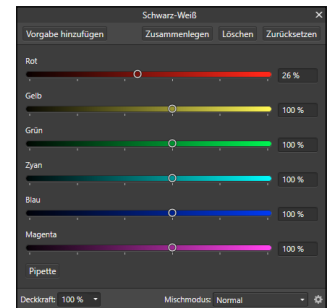 Schwarz-Weiß
Vorgabe hinzufügen Zusammenlegen Löschen Zurücksetzen
Rot
26 %
Gelb
100 %
Grün
100 %
Zyan
100 %
Blau
100 %
Magenta
100 %
Pipette
Deckkraft: 100 % Mischmodus: Normal